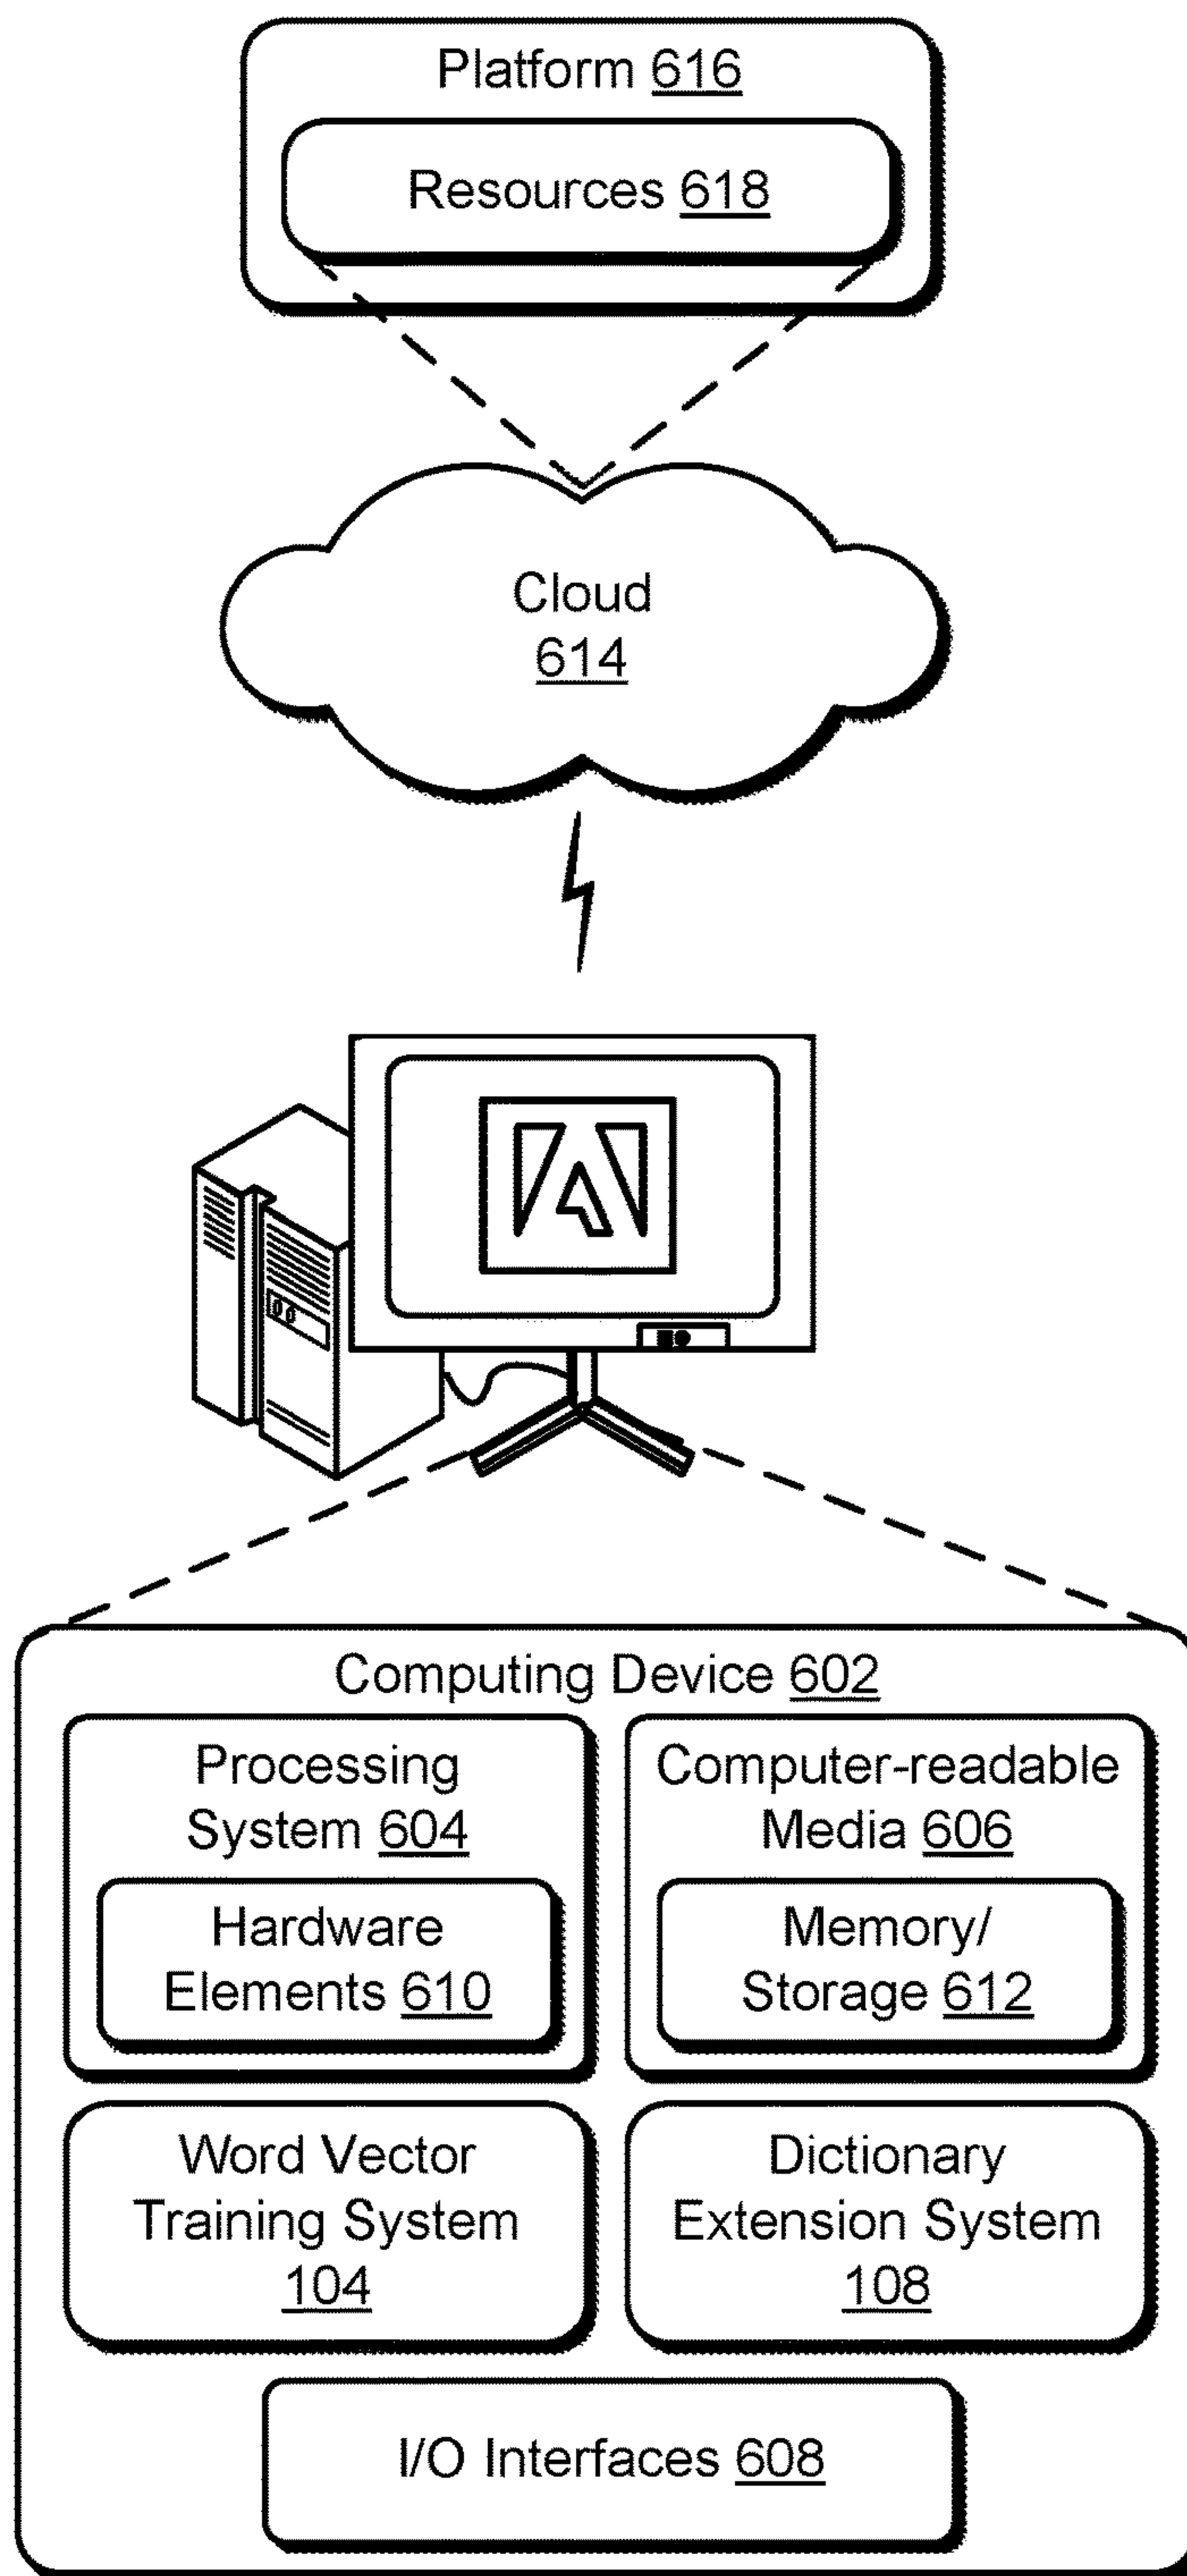 Platform 616
Resources 618
Cloud
614
Computing Device 602
Processing
System 604
Hardware
Elements 610
Computer-readable
Media 606
Memory/
Storage 612
Word Vector
Training System
104
Dictionary
Extension System
108
I/O Interfaces 608